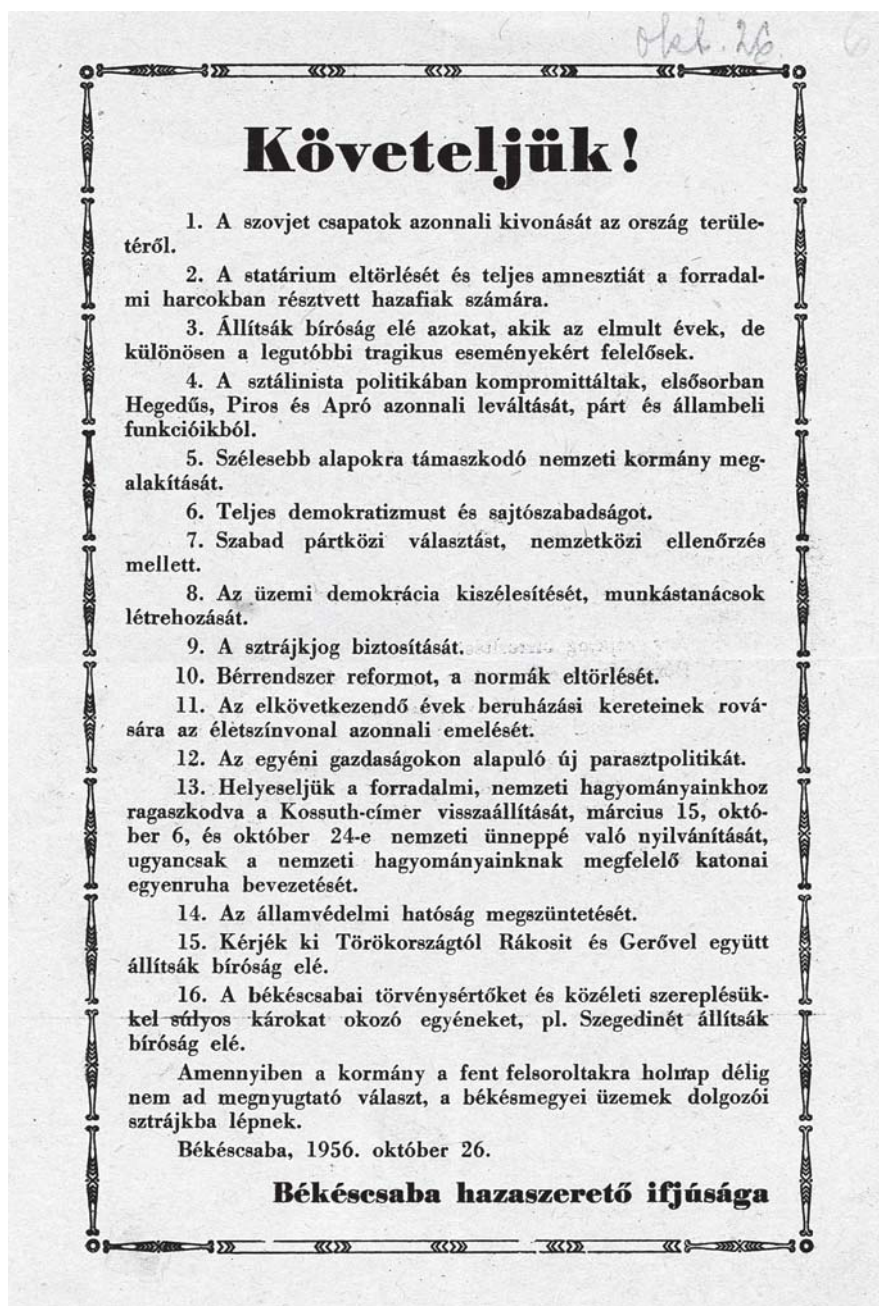 okt. 26.
Követeljük!
1. A szovjet csapatok azonnali kivonását az ország terüle-
téről.
2. A statárium eltörlését és teljes amnesztiát a forradal-
mi harcokban résztvett hazafiak számára.
3. Állítsák bíróság elé azokat, akik az elmult évek, de
különösen a legutóbbi tragikus eseményekért felelősek.
4. A sztálinista politikában kompromittáltak, elsősorban
Hegedűs, Piros és Apró azonnali leváltását, párt és állambeli
funkcióikból.
5. Szélesebb alapokra támaszkodó nemzeti kormány meg-
alakítását.
6. Teljes demokratizmust és sajtószabadságot.
7. Szabad pártközi választást, nemzetközi ellenőrzés
mellett.
8. Az üzemi demokrácia kiszélesítését, munkástanácsok
létrehozását.
9. A sztrájkjog biztosítását.
10. Bérrendszer reformot, a normák eltörlését.
11. Az elkövetkezendő évek beruházási kereteinek rová-
sára az életszínvonal azonnali emelését.
12. Az egyéni gazdaságokon alapuló új parasztpolitikát.
13. Helyeseljük a forradalmi, nemzeti hagyományainkhoz
ragaszkodva a Kossuth-címer visszaállítását, március 15, októ-
ber 6, és október 24-e nemzeti ünneppé való nyilvánítását,
ugyancsak a nemzeti hagyományainknak megfelelő katonai
egyenruha bevezetését.
14. Az államvédelmi hatóság megszüntetését.
15. Kérjék ki Törökországtól Rákosit és Gerővel együtt
állítsák bíróság elé.
16. A békéscsabai törvénysértőket és közéleti szereplésük-
kel súlyos károkat okozó egyéneket, pl. Szegedinét állítsák
bíróság elé.
Amennyiben a kormány a fent felsoroltakra holnap délig
nem ad megnyugtató választ, a békésmegyei üzemek dolgozói
sztrájkba lépnek.
Békéscsaba, 1956. október 26.
Békéscsaba hazaszerető ifjúsága